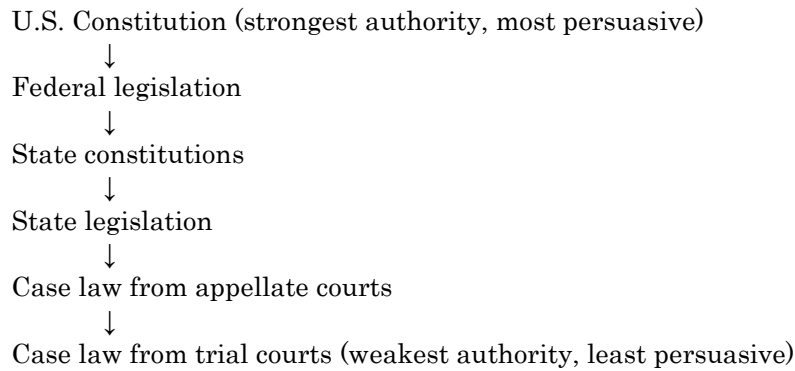 U.S. Constitution (strongest authority, most persuasive)
↓
Federal legislation
↓
State constitutions
↓
State legislation
↓
Case law from appellate courts
↓
Case law from trial courts (weakest authority, least persuasive)